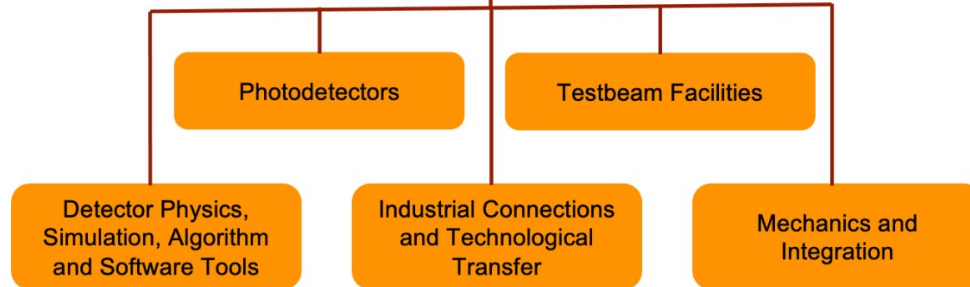 Photodetectors
Testbeam Facilities
Detector Physics,
Simulation, Algorithm
and Software Tools
Industrial Connections
and Technological
Transfer
Mechanics and
Integration